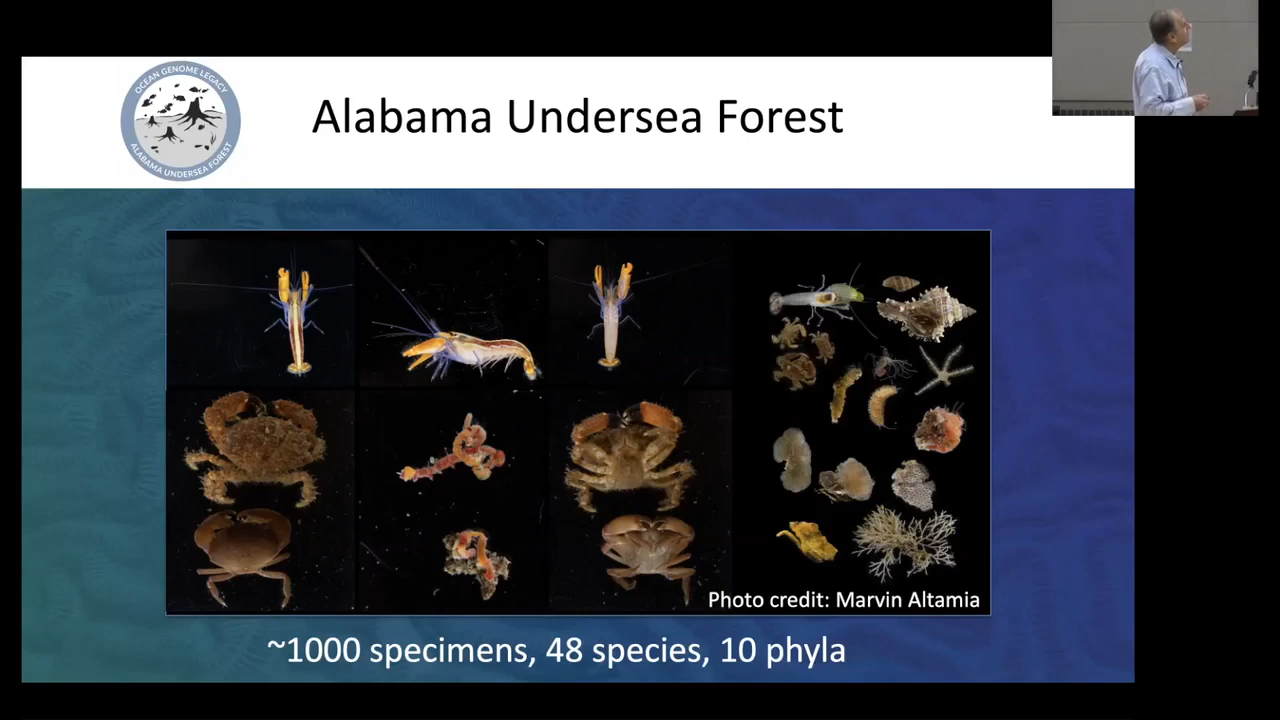 OCEAN GENOME LEGACY
ALABAMA UNDERSEA FOREST
Alabama Undersea Forest
Photo credit: Marvin Altamia
~1000 specimens, 48 species, 10 phyla